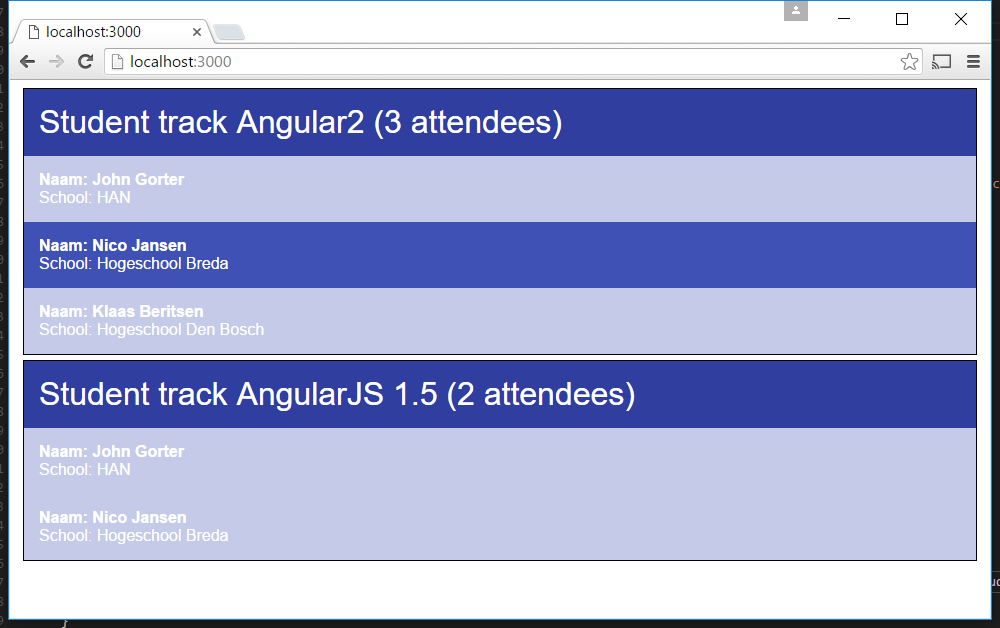 localhost:3000
localhost:3000
Student track Angular2 (3 attendees)
Naam: John Gorter
School: HAN
Naam: Nico Jansen
School: Hogeschool Breda
Naam: Klaas Beritsen
School: Hogeschool Den Bosch
Student track AngularJS 1.5 (2 attendees)
Naam: John Gorter
School: HAN
Naam: Nico Jansen
School: Hogeschool Breda